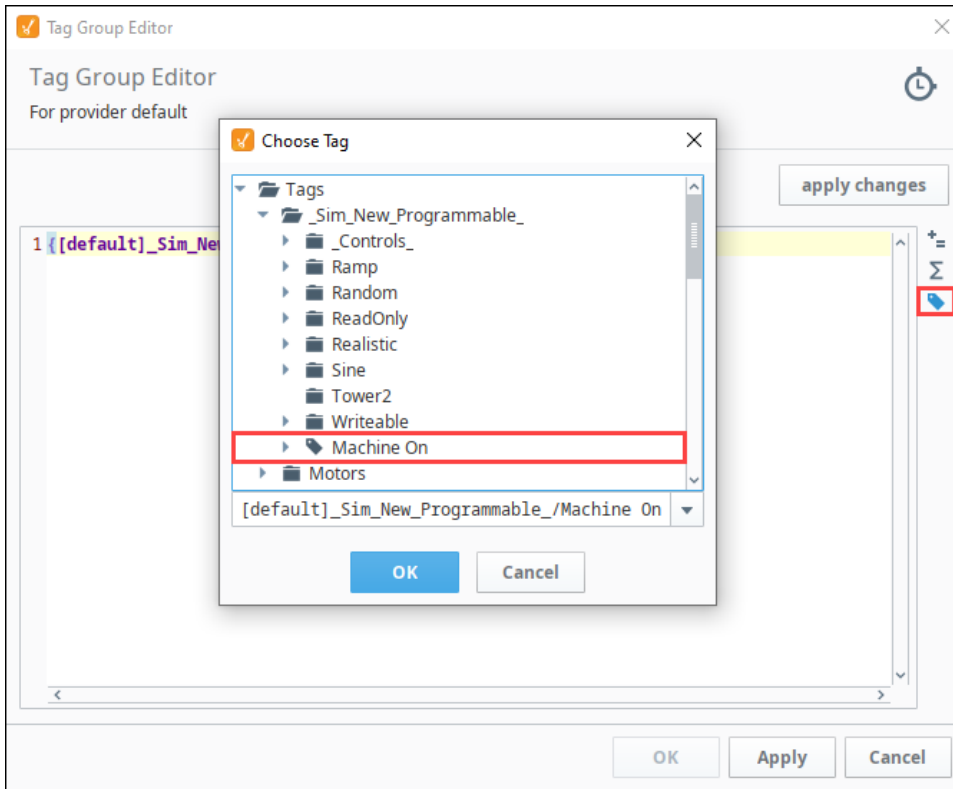 Tag Group Editor
Tag Group Editor
For provider default
Choose Tag
apply changes
Tags
_Sim_New_Programmable_
_Controls_
Ramp
Random
ReadOnly
Realistic
Sine
Tower2
Writeable
Machine On
Motors
[default]_Sim_New_Programmable_/Machine On
OK Cancel
1 {[default]_Sim_Ne
OK Apply Cancel